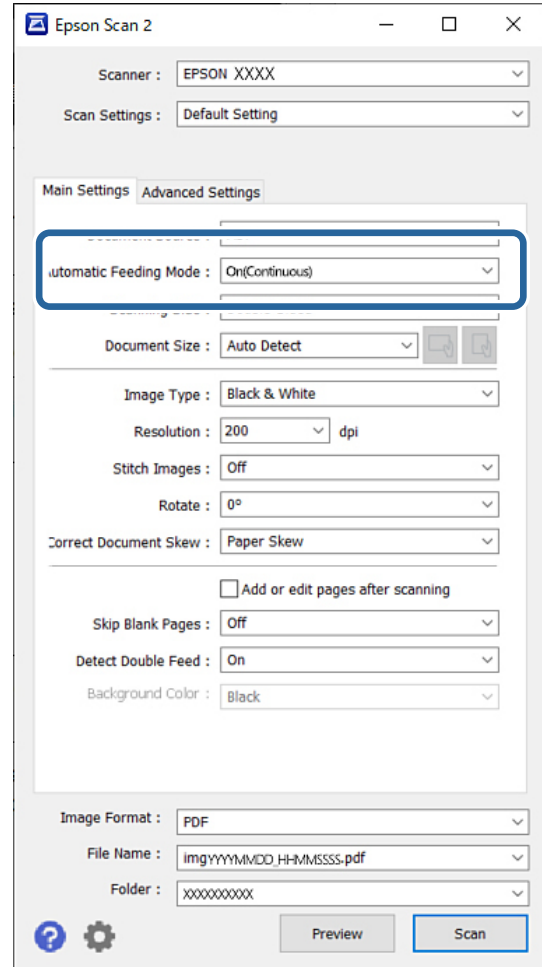 Epson Scan 2
Scanner : EPSON XXXX
Scan Settings : Default Setting
Main Settings Advanced Settings
utomatic Feeding Mode : On(Continuous)
Document Size : Auto Detect
Image Type : Black & White
Resolution : 200 dpi
Stitch Images : Off
Rotate : 0°
Correct Document Skew : Paper Skew
Add or edit pages after scanning
Skip Blank Pages : Off
Detect Double Feed : On
Background Color : Black
Image Format : PDF
File Name : imgYYYYMMDD_HHMMSSSS.pdf
Folder : XXXXXXXXXX
? Preview Scan